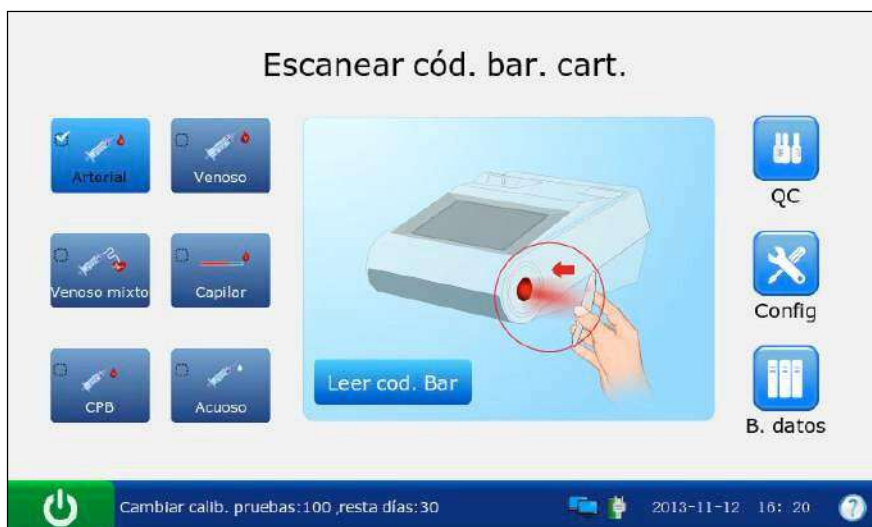 Escanear cód. bar. cart.
Arterial
Venoso
QC
Venoso mixto
Capilar
Config
CPB
Acuoso
Leer cod. Bar
B. datos
Cambiar calib. pruebas:100 ,resta días:30
2013-11-12 16: 20
?